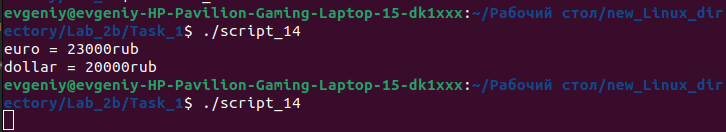 evgeniy@evgeniy-HP-Pavilion-Gaming-Laptop-15-dk1xxx:~/Рабочий стол/new_Linux_dir
ectory/Lab_2b/Task_1$ ./script_14
euro = 23000rub
dollar = 20000rub
evgeniy@evgeniy-HP-Pavilion-Gaming-Laptop-15-dk1xxx:~/Рабочий стол/new_Linux_dir
ectory/Lab_2b/Task_1$ ./script_14